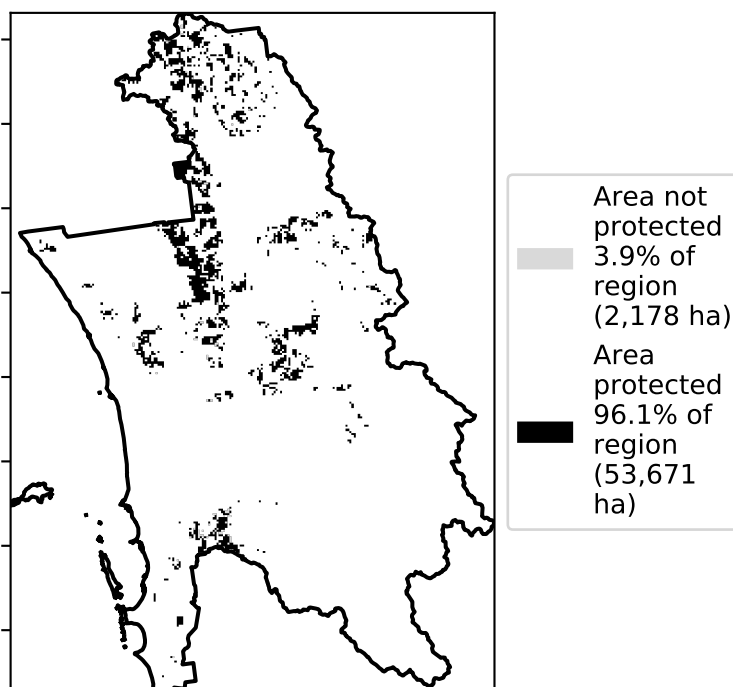 Area not
protected
3.9% of
region
(2,178 ha)
Area
protected
96.1% of
region
(53,671
ha)